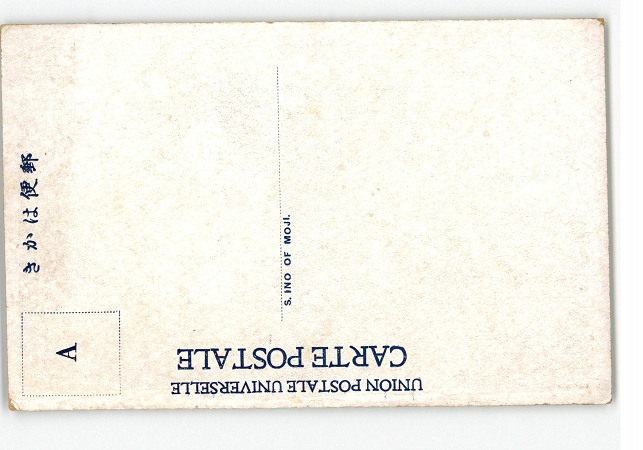 UNION POSTALE UNIVERSELLE
CARTE POSTALE
郵便はかき
S. INO OF MOJI.
A